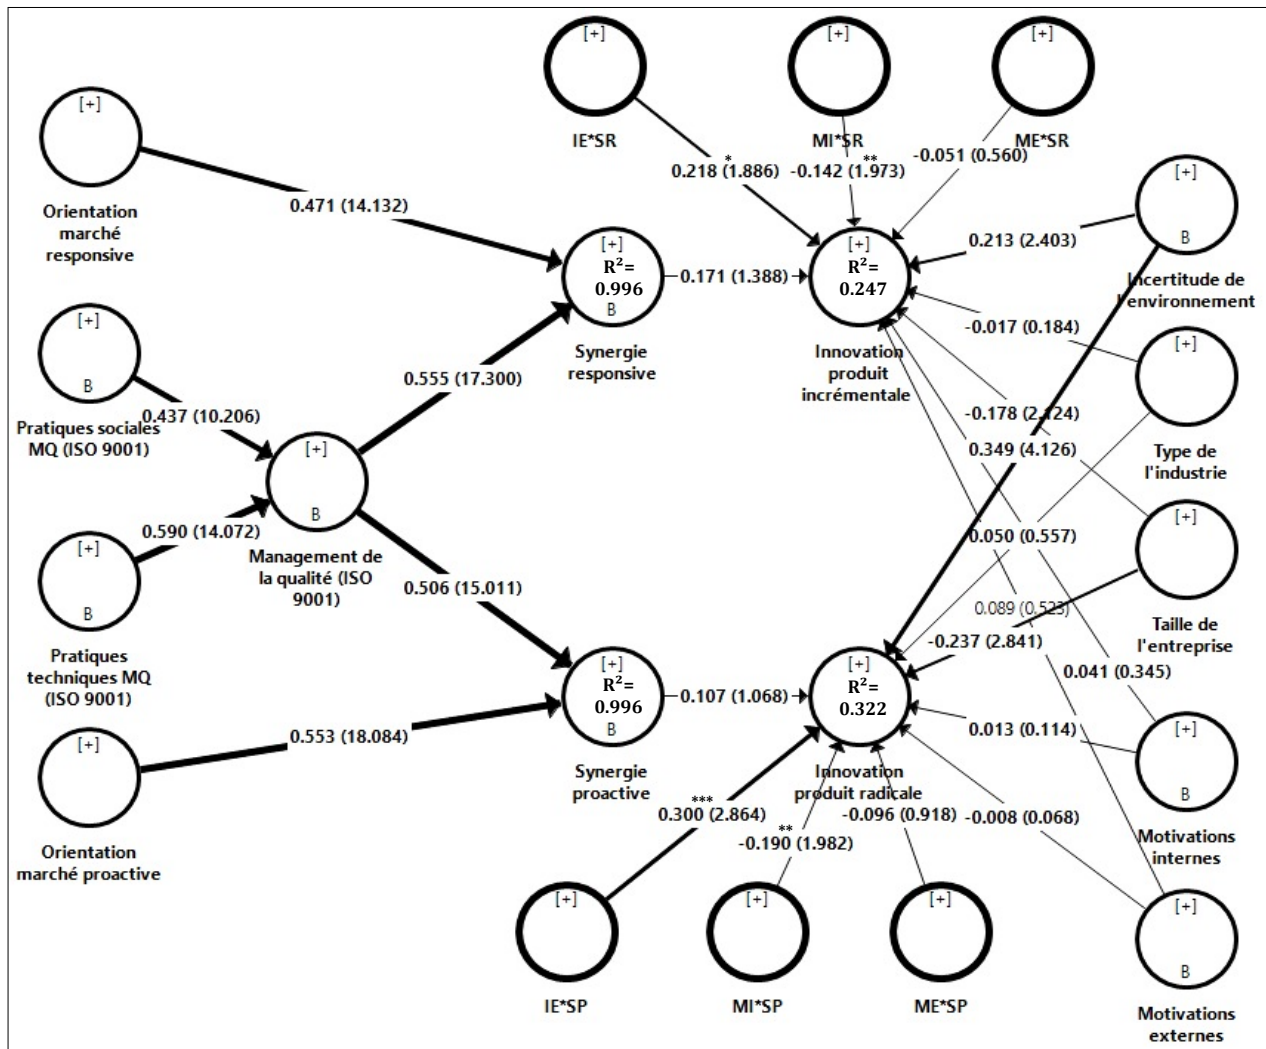 [+]
IE*SR
[+]
MI*SR
[+]
ME*SR
0.218 (1.886)
*
-0.142 (1.973)
**
-0.051 (0.560)
[+]
Orientation
marché
responsive
0.471 (14.132)
[+]
R²=
0.996
B
Synergie
responsive
0.171 (1.388)
[+]
R²=
0.247
Innovation
produit
incrémentale
0.213 (2.403)
[+]
B
Incertitude de
l'environnement
-0.017 (0.184)
[+]
Type de
l'industrie
[+]
B
Pratiques sociales
MQ (ISO 9001)
0.437 (10.206)
0.555 (17.300)
-0.178 (2.124)
0.349 (4.126)
[+]
B
Management de
la qualité (ISO
9001)
[+]
B
Pratiques
techniques MQ
(ISO 9001)
0.590 (14.072)
0.506 (15.011)
0.050 (0.557)
0.089 (0.523)
-0.237 (2.841)
[+]
Taille de
l'entreprise
0.041 (0.345)
[+]
Orientation
marché proactive
0.553 (18.084)
[+]
R²=
0.996
B
Synergie
proactive
0.107 (1.068)
[+]
R²=
0.322
Innovation
produit radicale
0.013 (0.114)
[+]
B
Motivations
internes
***
0.300 (2.864)
**
-0.190 (1.982)
-0.096 (0.918)
-0.008 (0.068)
[+]
IE*SP
[+]
MI*SP
[+]
ME*SP
[+]
B
Motivations
externes